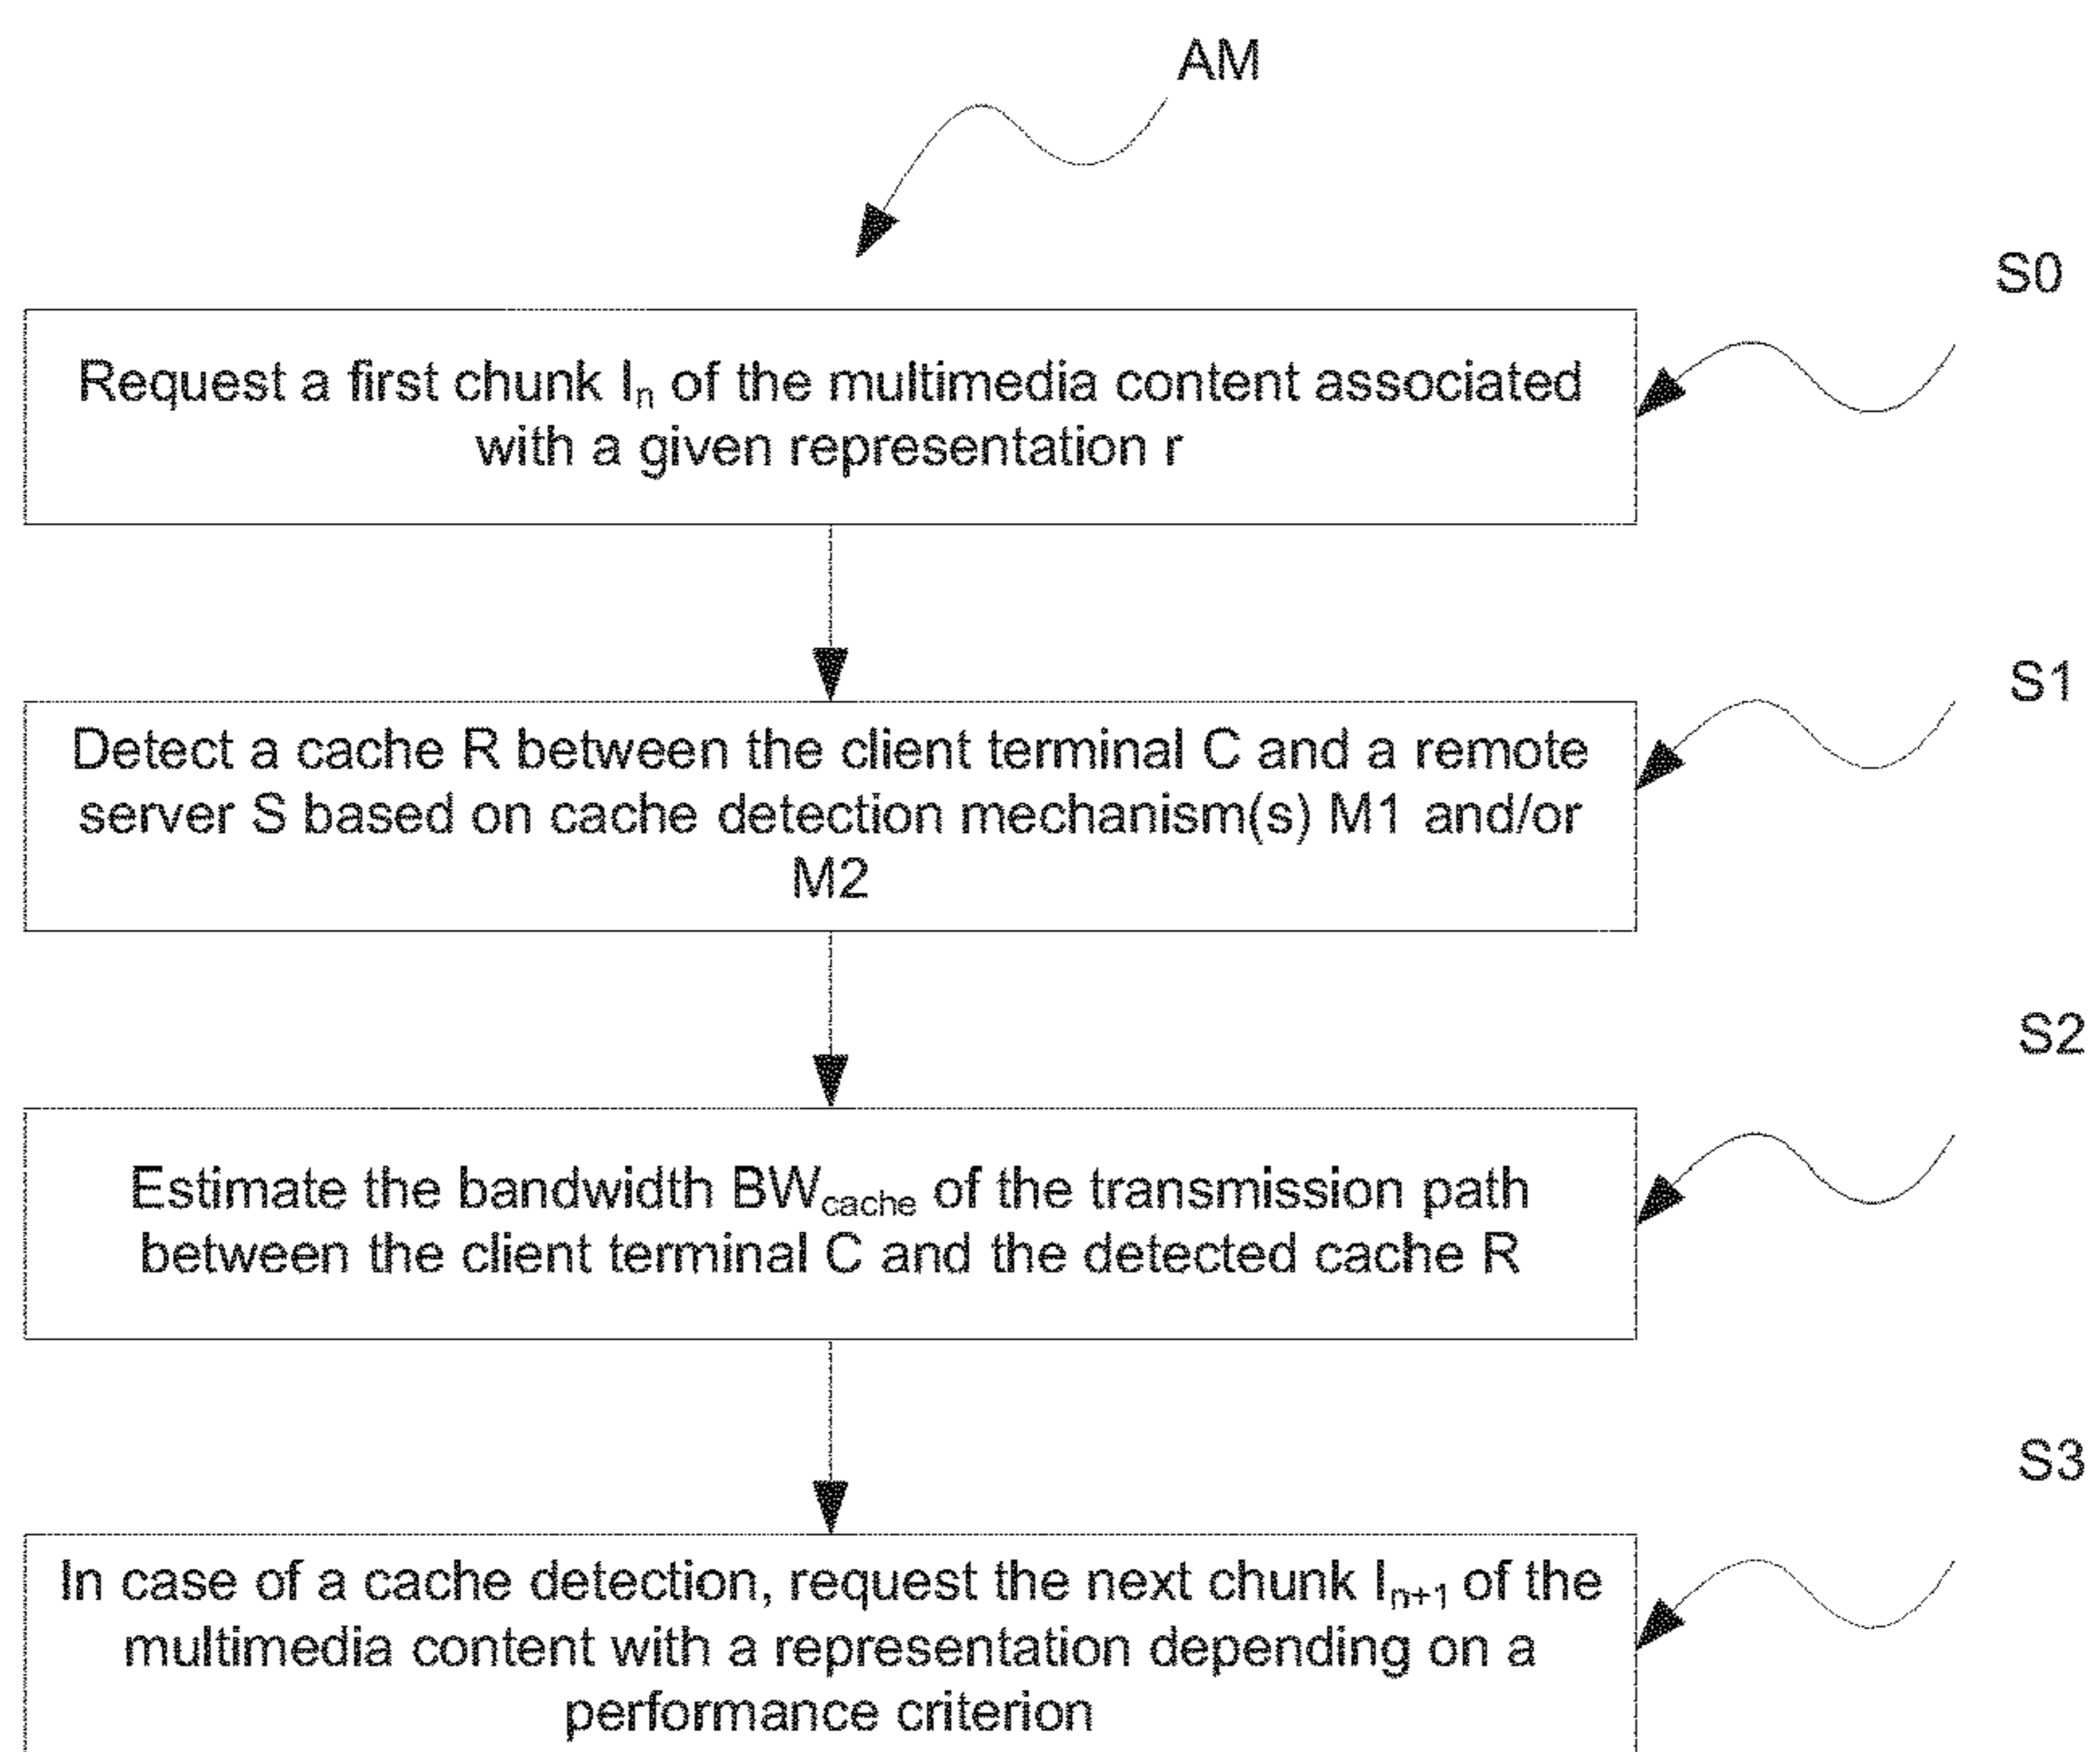 AM
S0
Request a first chunk Iₙ of the multimedia content associated
with a given representation r
S1
Detect a cache R between the client terminal C and a remote
server S based on cache detection mechanism(s) M1 and/or
M2
S2
Estimate the bandwidth BW_cache of the transmission path
between the client terminal C and the detected cache R
S3
In case of a cache detection, request the next chunk Iₙ₊₁ of the
multimedia content with a representation depending on a
performance criterion